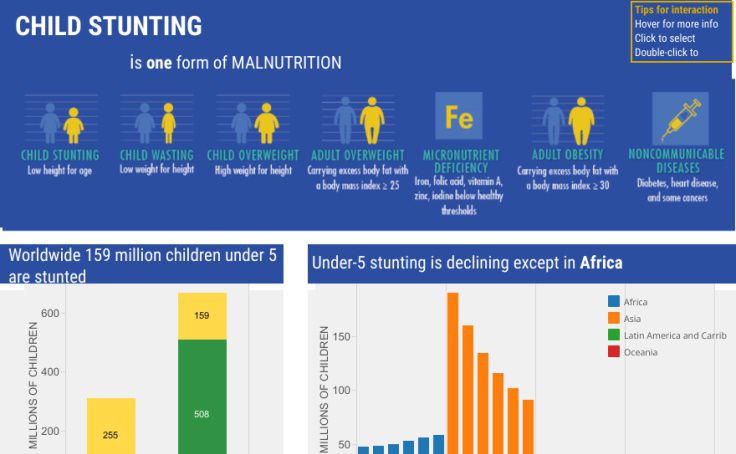 CHILD STUNTING
is one form of MALNUTRITION
Tips for interaction
Hover for more info
Click to select
Double-click to
Fe
CHILD STUNTING
Low height for age
CHILD WASTING
Low weight for height
CHILD OVERWEIGHT
High weight for height
ADULT OVERWEIGHT
Carrying excess body fat with
a body mass index ≥ 25
MICRONUTRIENT
DEFICIENCY
Iron, folic acid, vitamin A,
zinc, iodine below healthy
thresholds
ADULT OBESITY
Carrying excess body fat with
a body mass index ≥ 30
NONCOMMUNICABLE
DISEASES
Diabetes, heart disease,
and some cancers
Worldwide 159 million children under 5
are stunted
MILLIONS OF CHILDREN
600
400
200
159
508
255
Under-5 stunting is declining except in Africa
MILLIONS OF CHILDREN
150
100
50
Africa
Asia
Latin America and Carrib
Oceania